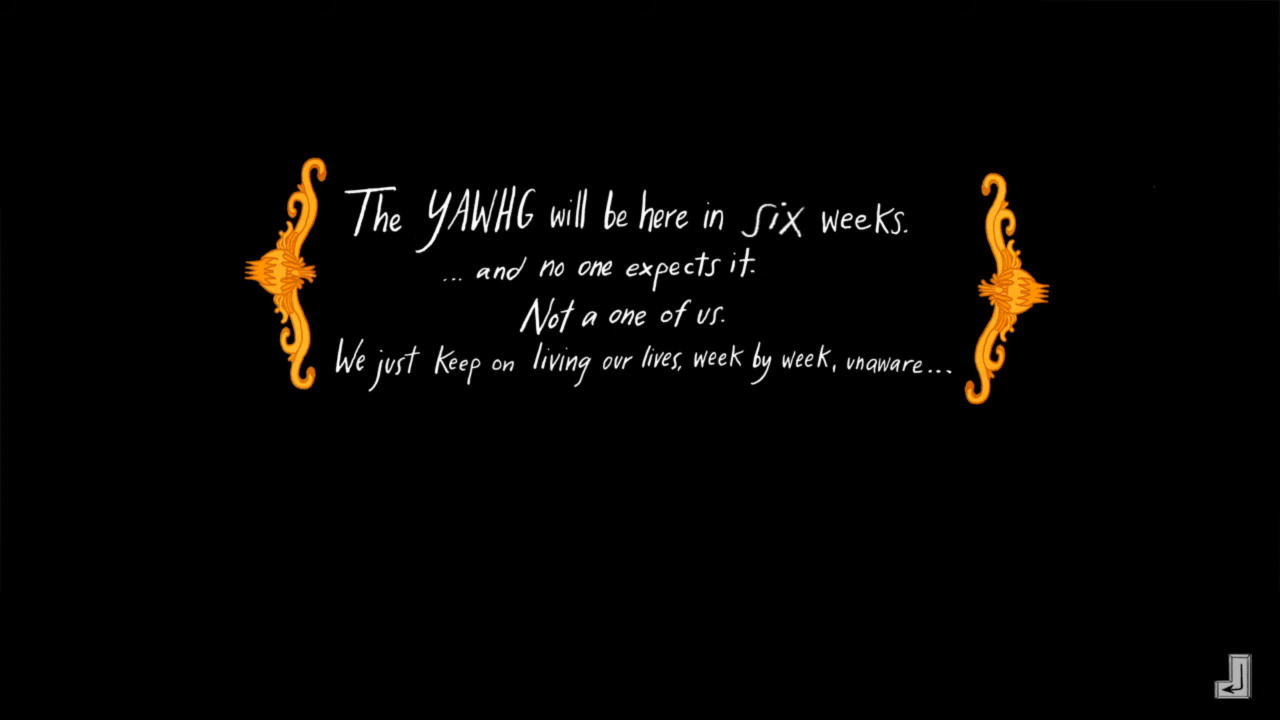 The YAWHG will be here in six weeks.
... and no one expects it.
Not a one of us.
We just keep on living our lives, week by week, unaware...